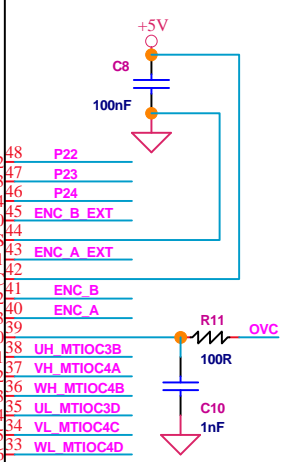 +5V
C8
100nF
48 P22
47 P23
46 P24
45 ENC_B_EXT
44
43 ENC_A_EXT
42
41 ENC_B
40 ENC_A
39 R11 OVC
100R
38 UH_MTIOC3B
37 VH_MTIOC4A
36 WH_MTIOC4B
35 UL_MTIOC3D C10
34 VL_MTIOC4C 1nF
33 WL_MTIOC4D